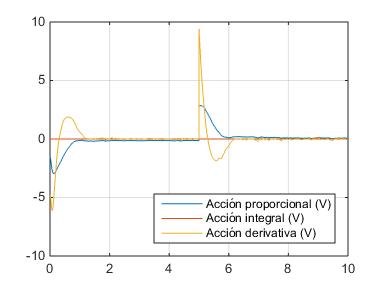 10
5
0
-5
-10
Acción proporcional (V)
Acción integral (V)
Acción derivativa (V)
0 2 4 6 8 10